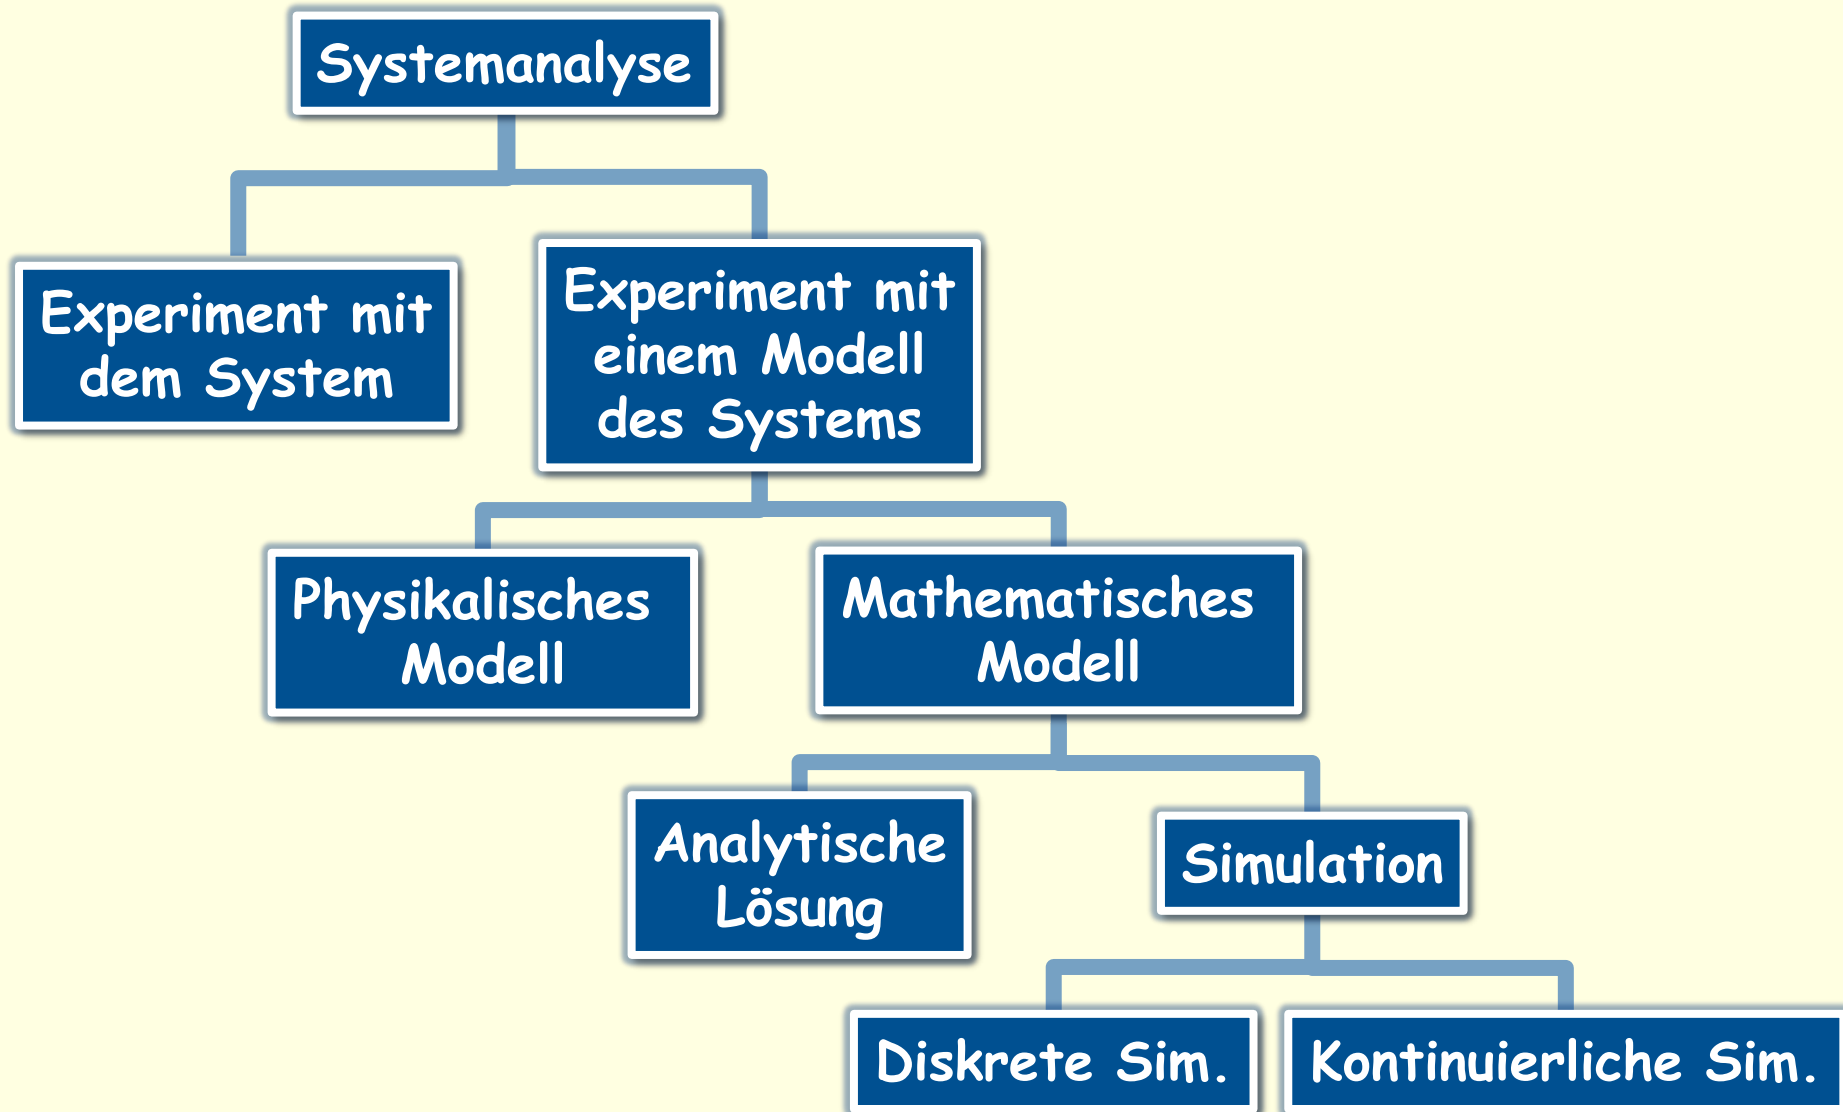 Systemanalyse
Experiment mit
dem System
Experiment mit
einem Modell
des Systems
Physikalisches
Modell
Mathematisches
Modell
Analytische
Lösung
Simulation
Diskrete Sim.
Kontinuierliche Sim.